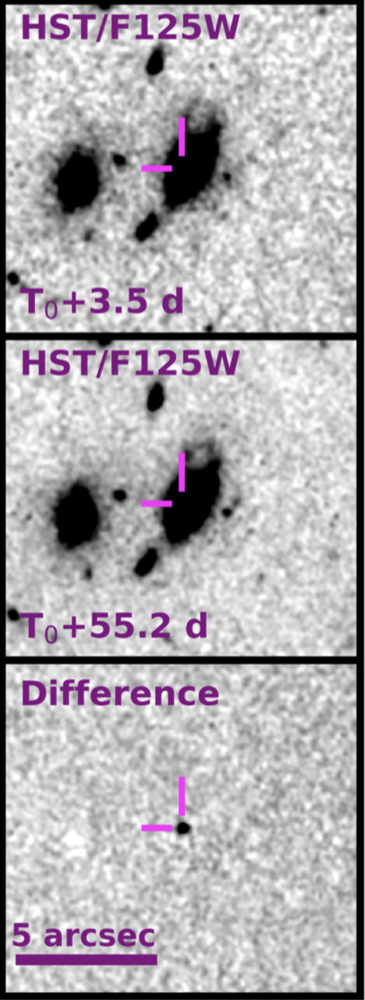 HST/F125W
T₀+3.5 d
HST/F125W
T₀+55.2 d
Difference
5 arcsec